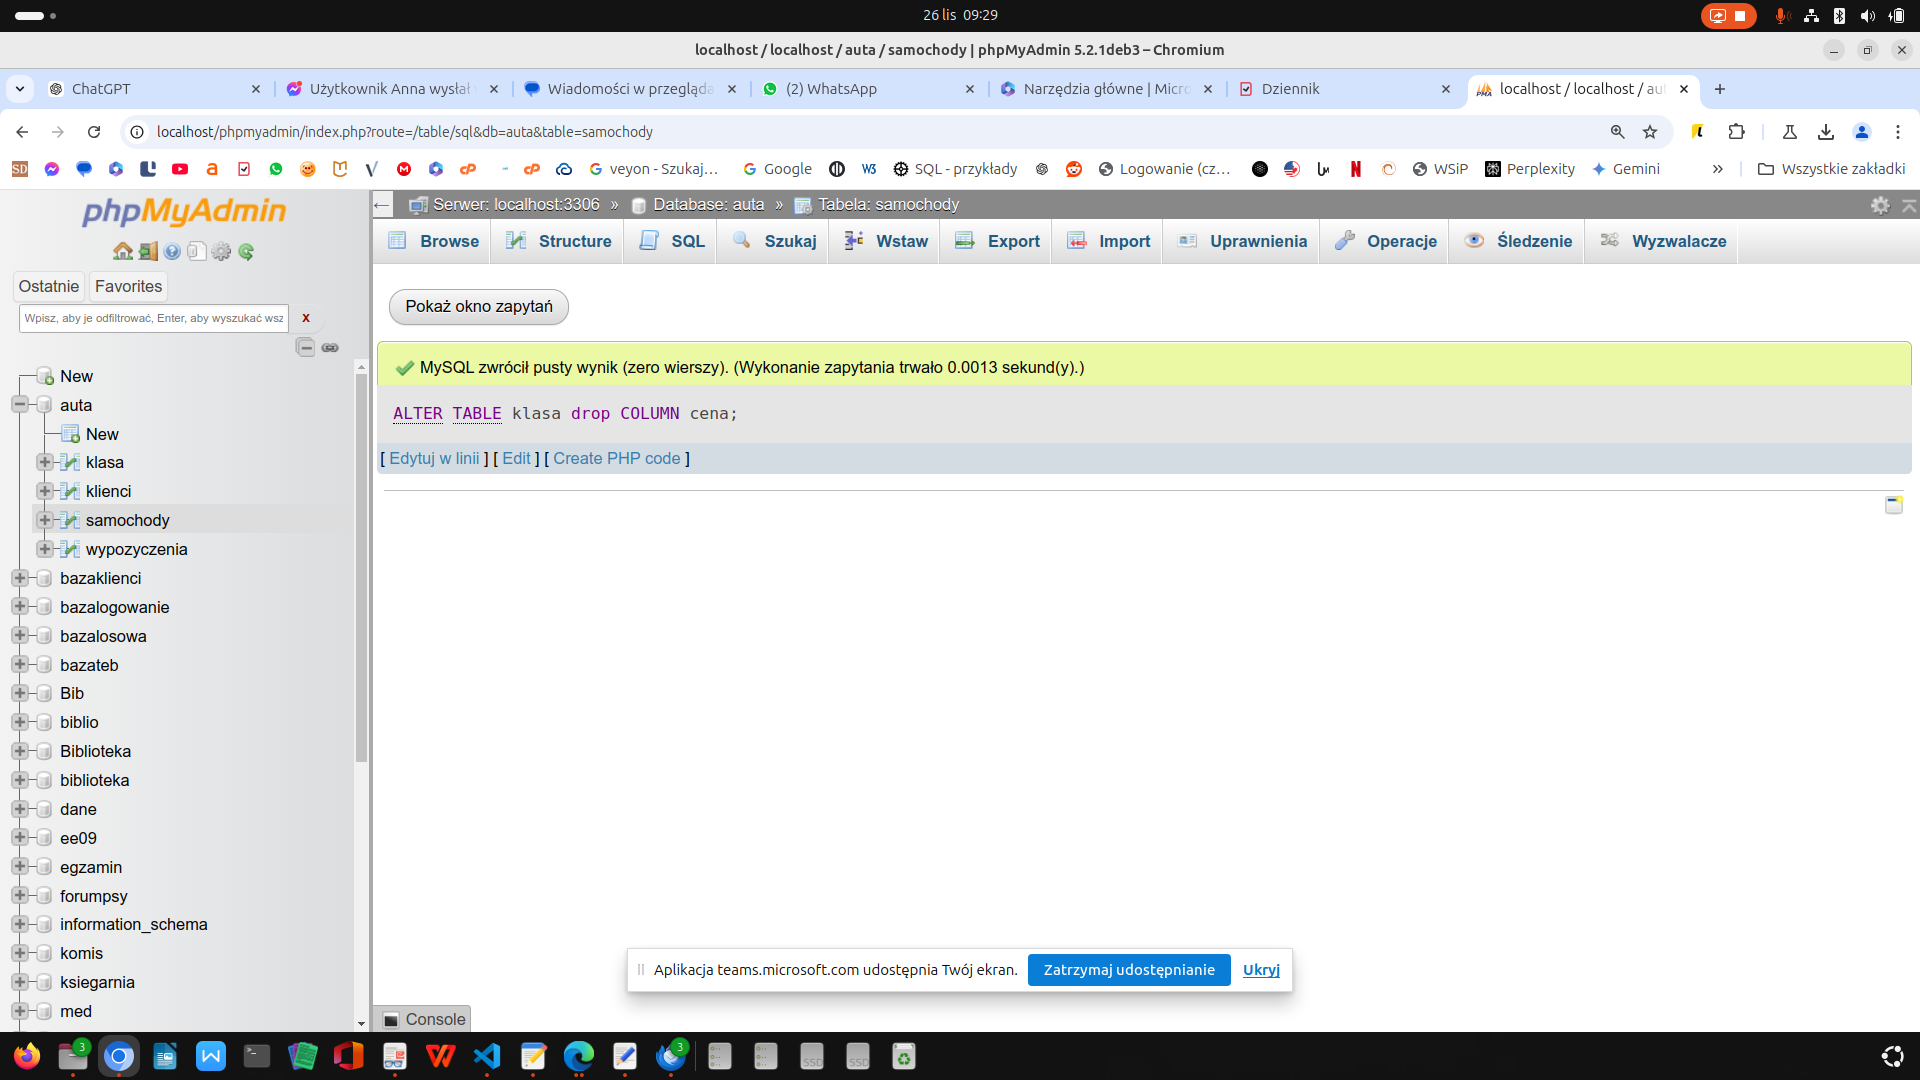 26 lis 09:29
localhost / localhost / auta / samochody | phpMyAdmin 5.2.1deb3 – Chromium
ChatGPT
Użytkownik Anna wysłał
Wiadomości w przegląda
(2) WhatsApp
Narzędzia główne | Micro
Dziennik
localhost / localhost / au
localhost/phpmyadmin/index.php?route=/table/sql&db=auta&table=samochody
veyon - Szukaj...
Google
SQL - przykłady
Logowanie (cz...
WSiP
Perplexity
Gemini
Wszystkie zakładki
phpMyAdmin
Serwer: localhost:3306 » Database: auta » Tabela: samochody
Browse
Structure
SQL
Szukaj
Wstaw
Export
Import
Uprawnienia
Operacje
Śledzenie
Wyzwalacze
Ostatnie
Favorites
Wpisz, aby je odfiltrować, Enter, aby wyszukać wsz
x
New
auta
New
klasa
klienci
samochody
wypozyczenia
bazaklienci
bazalogowanie
bazalosowa
bazateb
Bib
biblio
Biblioteka
biblioteka
dane
ee09
egzamin
forumpsy
information_schema
komis
ksiegarnia
med
Pokaż okno zapytań
MySQL zwrócił pusty wynik (zero wierszy). (Wykonanie zapytania trwało 0.0013 sekund(y).)
ALTER TABLE klasa drop COLUMN cena;
[ Edytuj w linii ] [ Edit ] [ Create PHP code ]
Aplikacja teams.microsoft.com udostępnia Twój ekran.
Zatrzymaj udostępnianie
Ukryj
Console
3
3
SSD
SSD